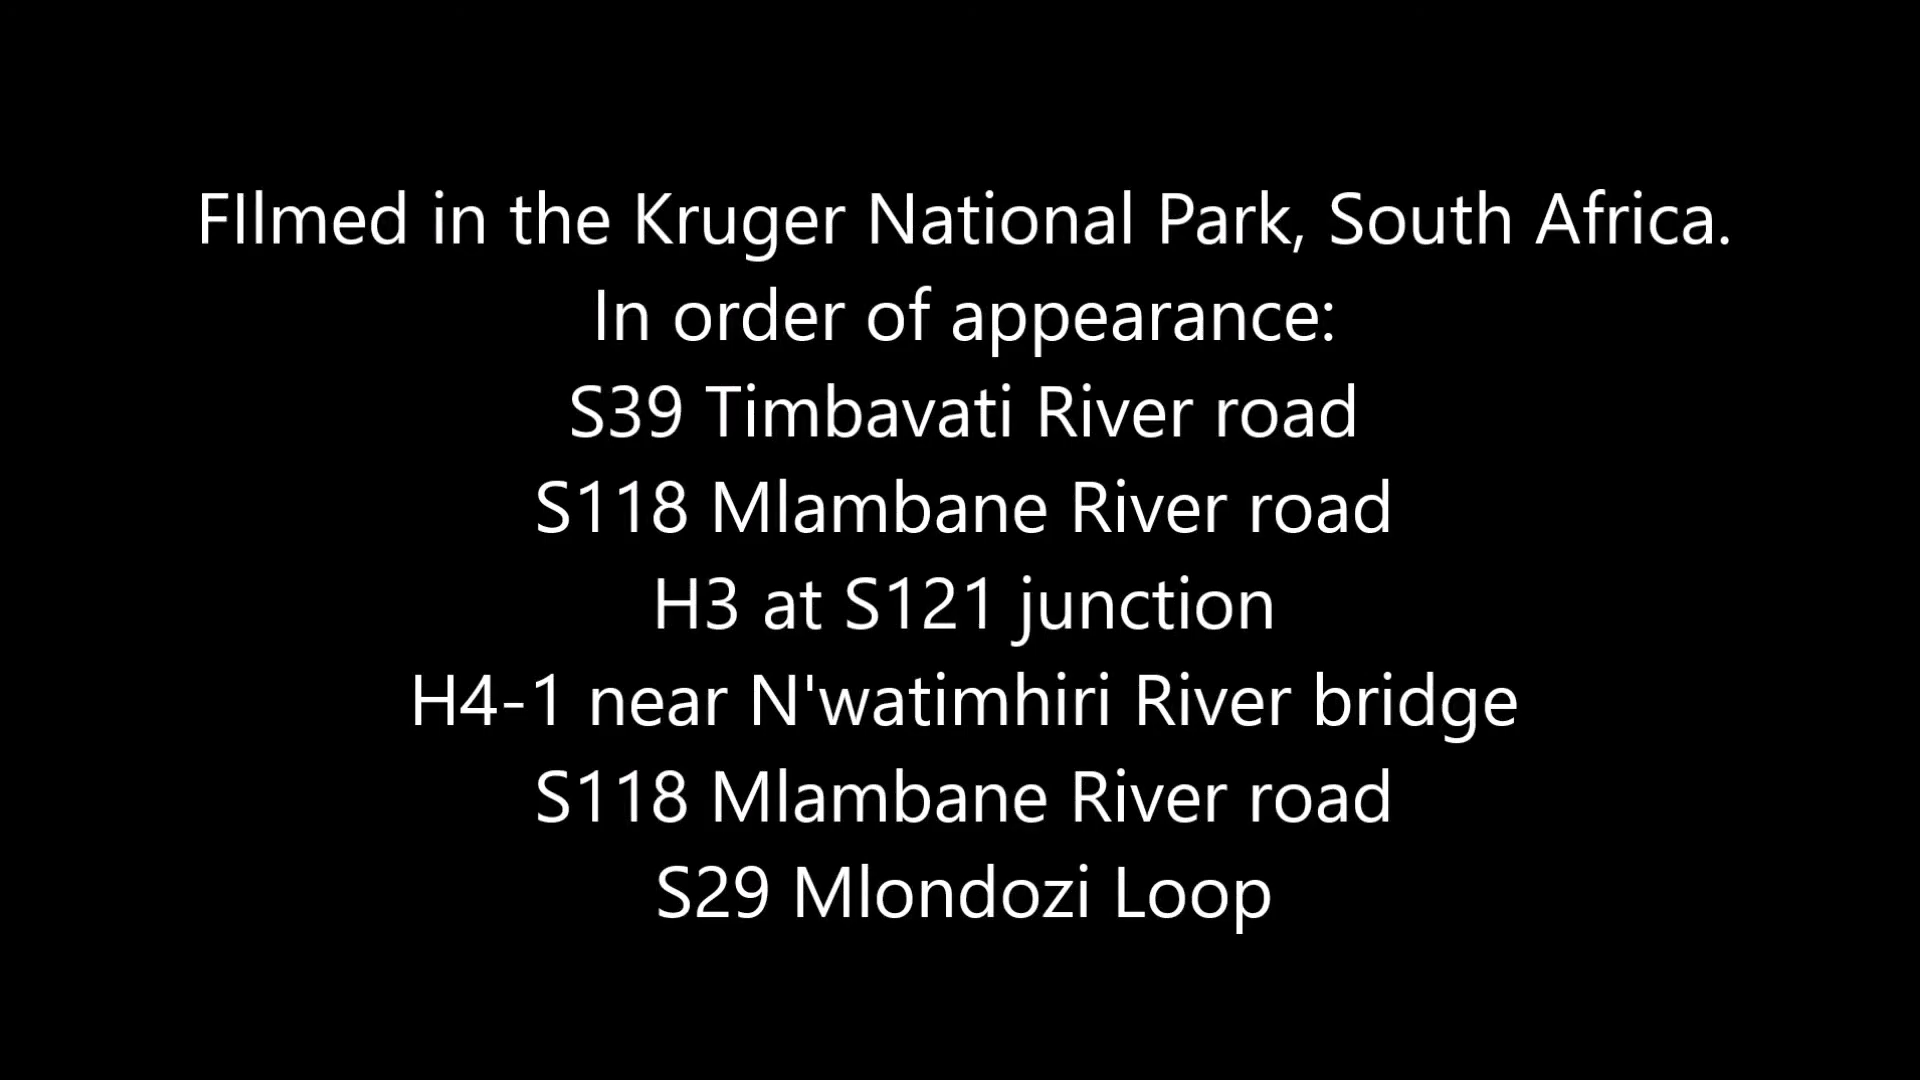 FIlmed in the Kruger National Park, South Africa.
In order of appearance:
S39 Timbavati River road
S118 Mlambane River road
H3 at S121 junction
H4-1 near N'watimhiri River bridge
S118 Mlambane River road
S29 Mlondozi Loop